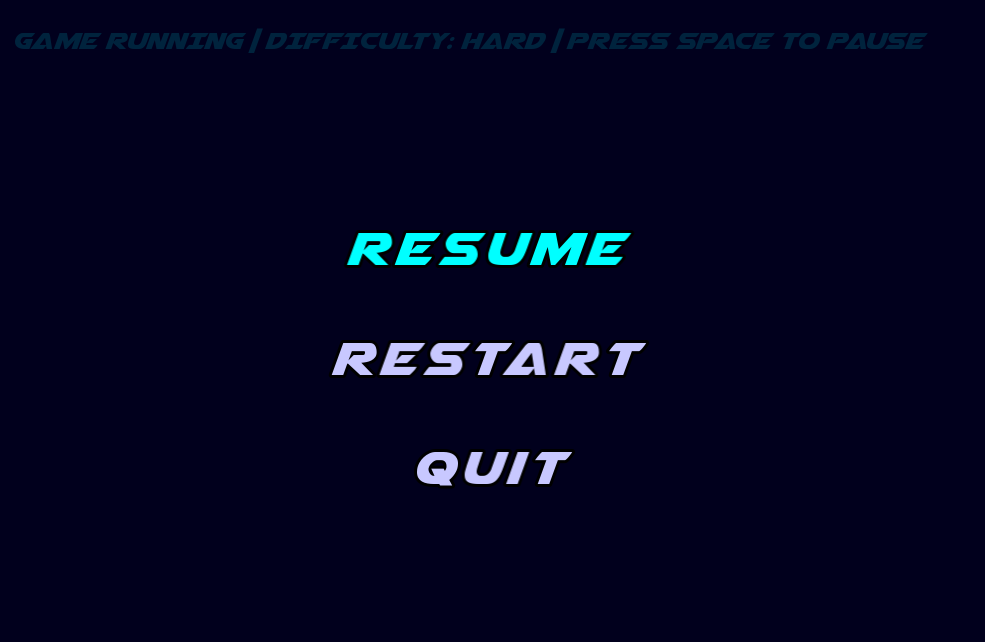 GAME RUNNING | DIFFICULTY: HARD | PRESS SPACE TO PAUSE
RESUME
RESTART
QUIT